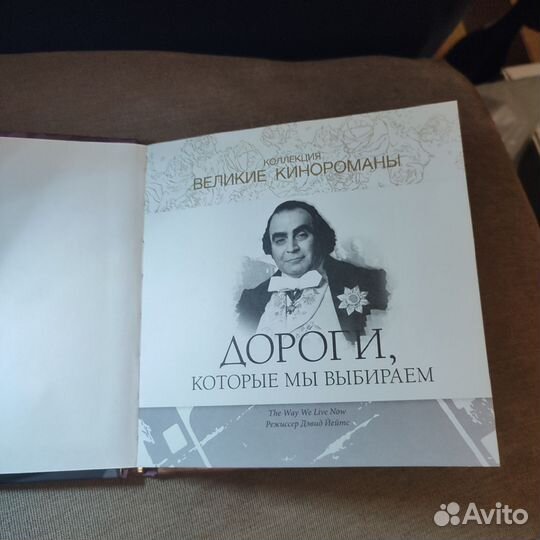 КОЛЛЕКЦИЯ
ВЕЛИКИЕ КИНОРОМАНЫ
ДОРОГИ,
КОТОРЫЕ МЫ ВЫБИРАЕМ
The Way We Live Now
Режиссер Дэвид Йейтс
Avito